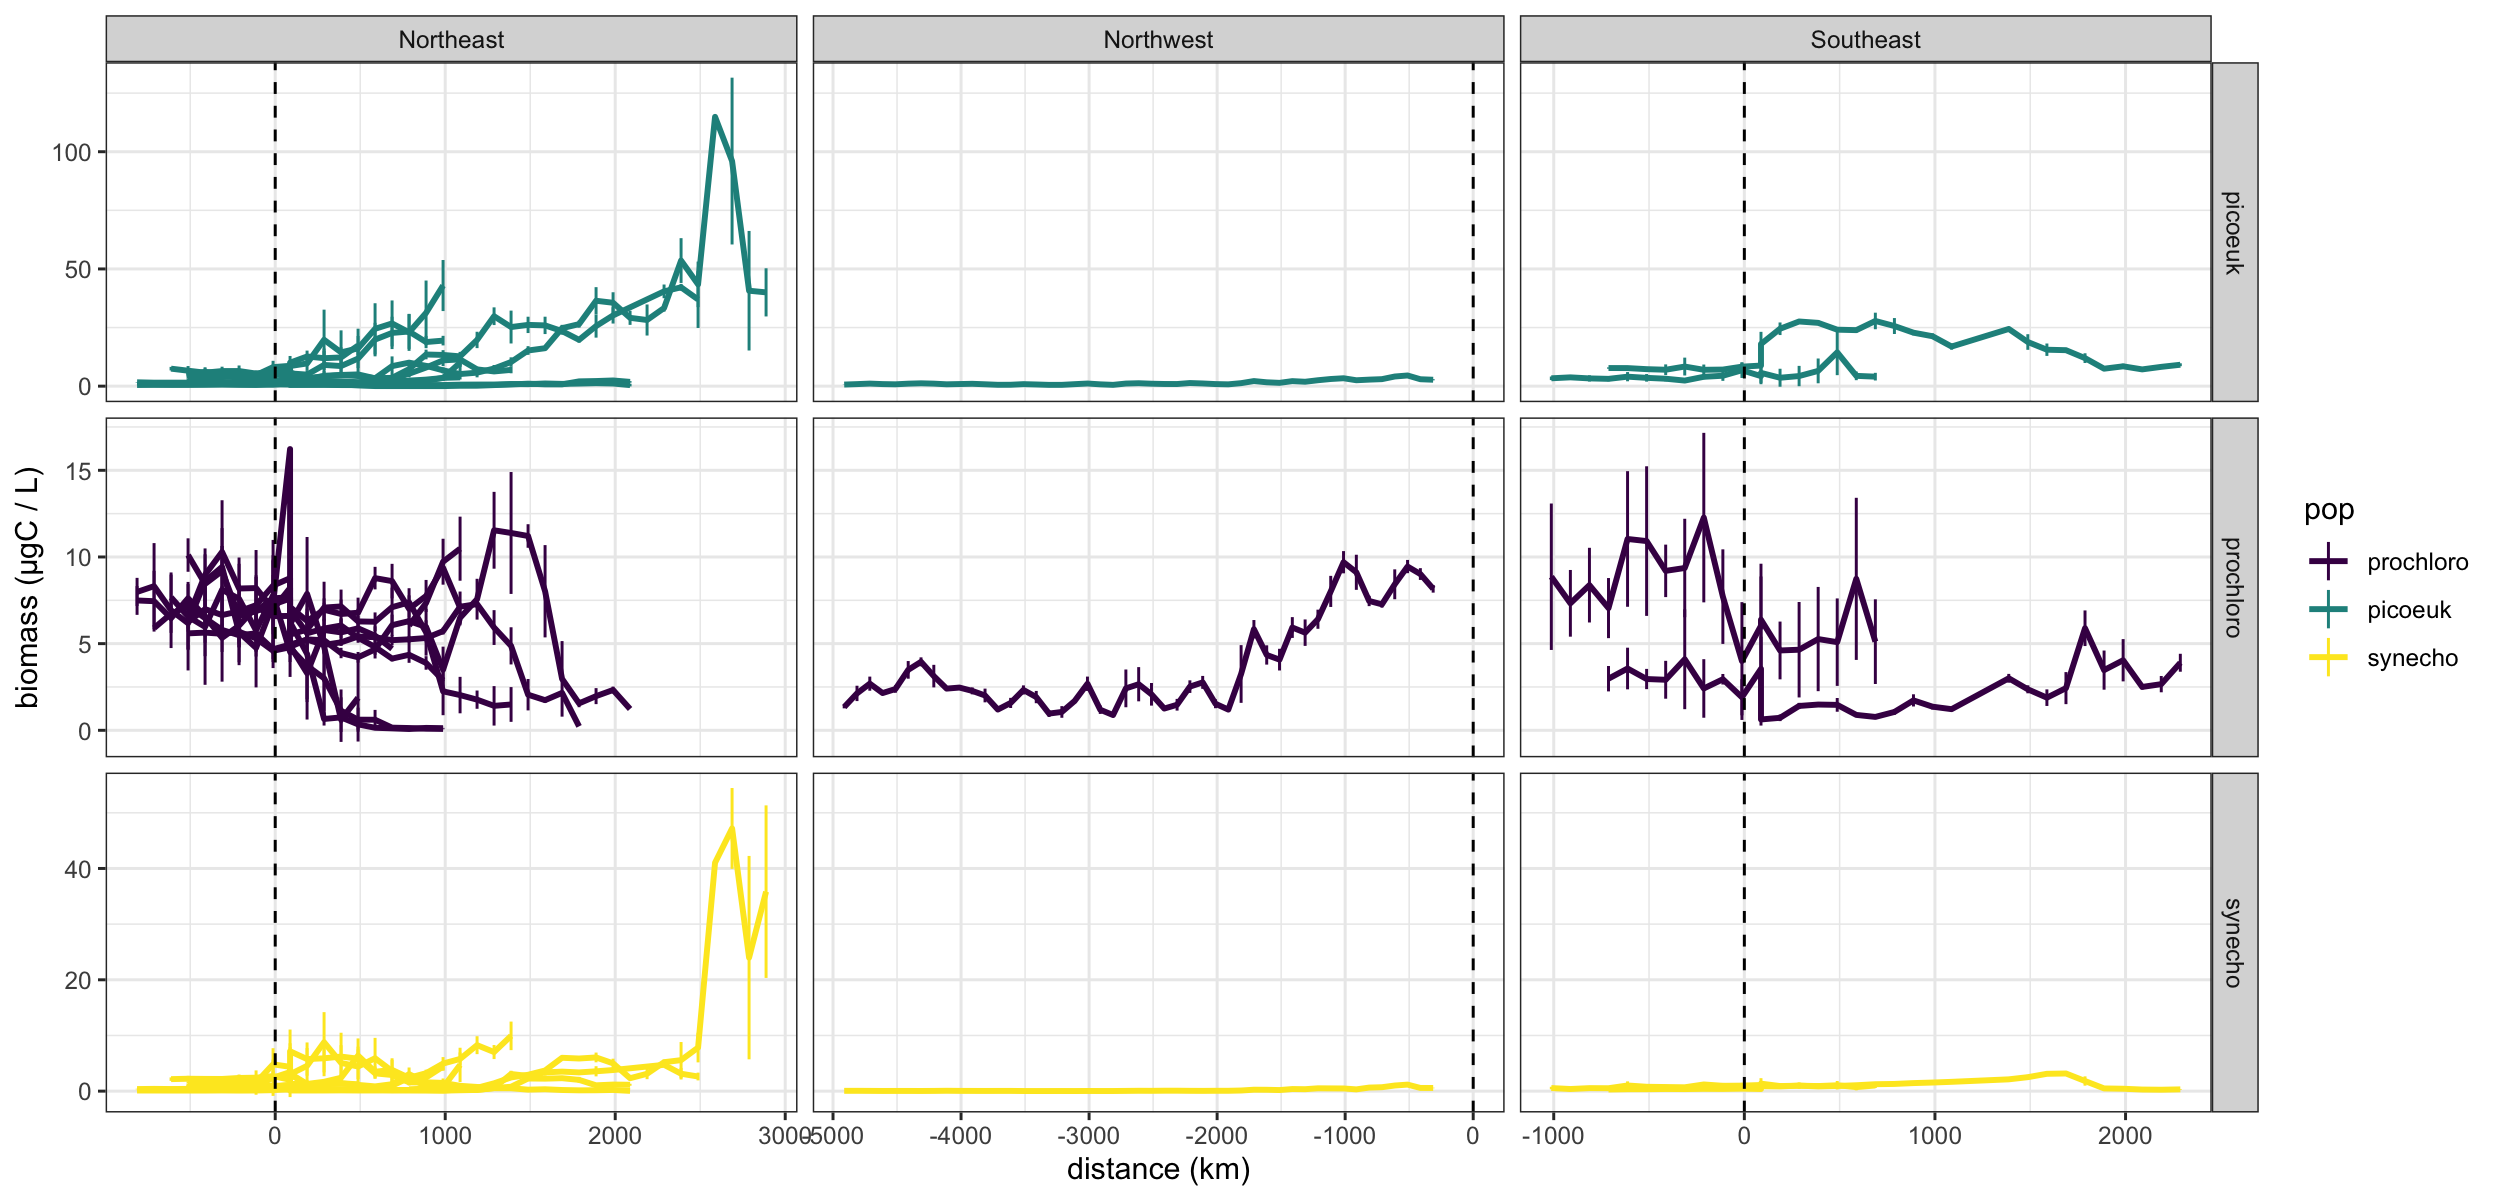 Northeast
Northwest
Southeast
picoeuk
prochloro
synecho
100
50
0
15
10
5
0
40
20
0
biomass (µgC / L)
0 1000 2000 3000
-5000 -4000 -3000 -2000 -1000 0
-1000 0 1000 2000
distance (km)
pop
prochloro
picoeuk
synecho